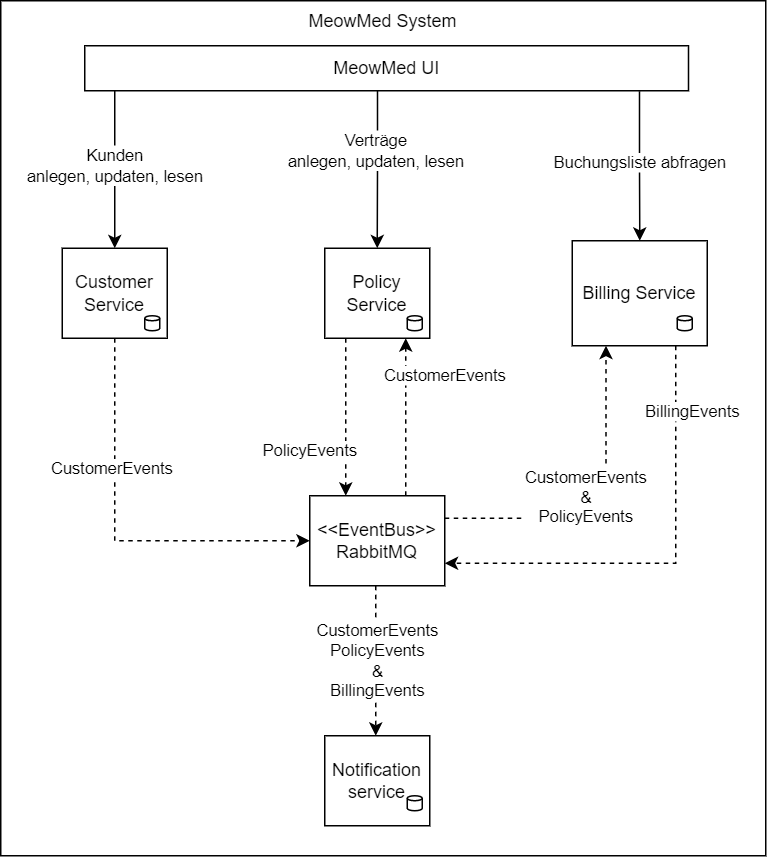 MeowMed System
MeowMed UI
Kunden
anlegen, updaten, lesen
Verträge
anlegen, updaten, lesen
Buchungsliste abfragen
Customer
Service
Policy
Service
Billing Service
CustomerEvents
BillingEvents
PolicyEvents
CustomerEvents
CustomerEvents
&
PolicyEvents
<<EventBus>>
RabbitMQ
CustomerEvents
PolicyEvents
&
BillingEvents
Notification
service